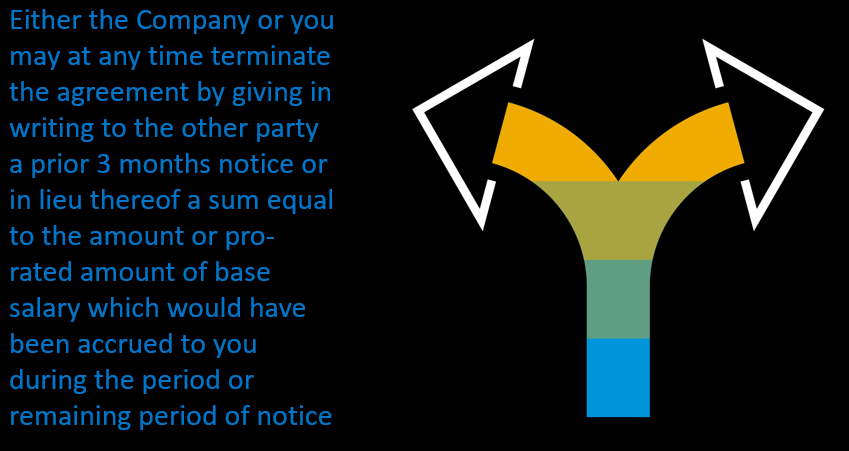 Either the Company or you
may at any time terminate
the agreement by giving in
writing to the other party
a prior 3 months notice or
in lieu thereof a sum equal
to the amount or pro-
rated amount of base
salary which would have
been accrued to you
during the period or
remaining period of notice